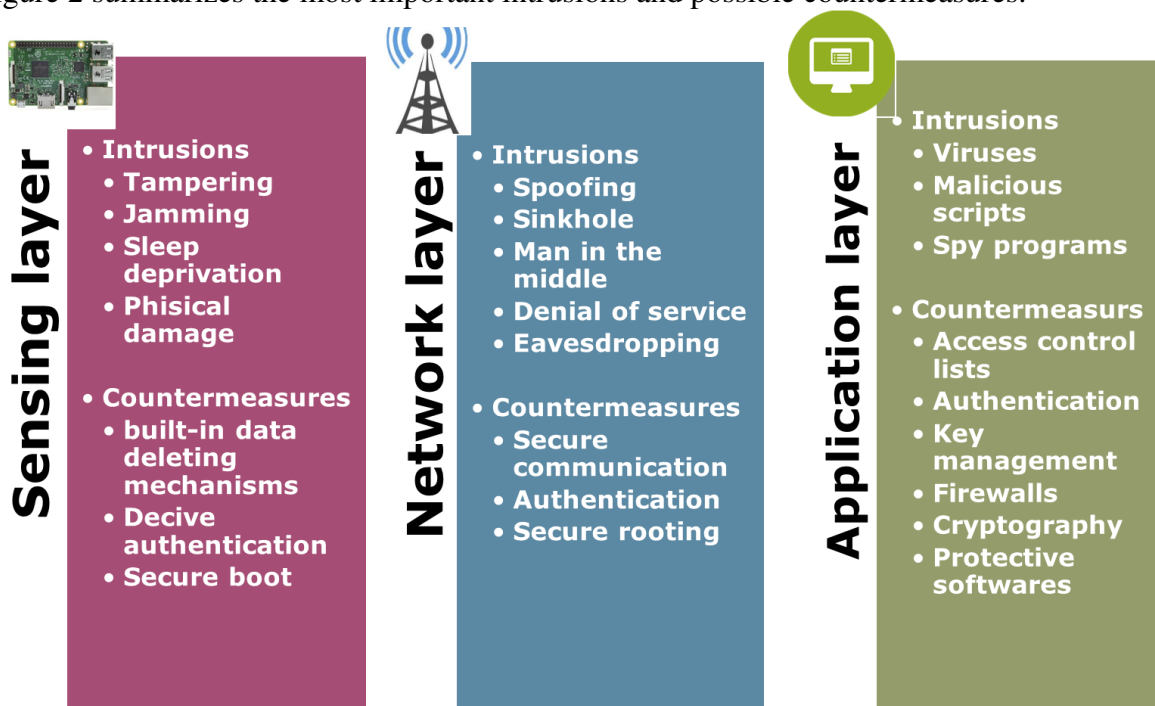 gure 2 summarizes the most important intrusions and possible countermeasures.
Sensing layer
• Intrusions
• Tampering
• Jamming
• Sleep
deprivation
• Phisical
damage
• Countermeasures
• built-in data
deleting
mechanisms
• Decive
authentication
• Secure boot
Network layer
• Intrusions
• Spoofing
• Sinkhole
• Man in the
middle
• Denial of service
• Eavesdropping
• Countermeasures
• Secure
communication
• Authentication
• Secure rooting
Application layer
• Intrusions
• Viruses
• Malicious
scripts
• Spy programs
• Countermeasurs
• Access control
lists
• Authentication
• Key
management
• Firewalls
• Cryptography
• Protective
softwares